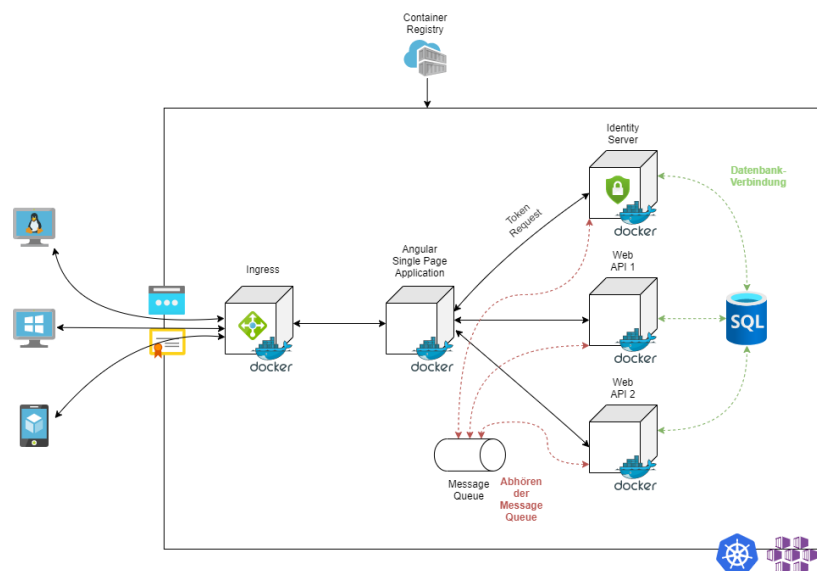 Container
Registry
Identity
Server
Datenbank-
Verbindung
docker
Token
Request
Angular
Single Page
Application
Ingress
Web
API 1
docker
docker
docker
SQL
Web
API 2
docker
Message
Queue
Abhören
der
Message
Queue